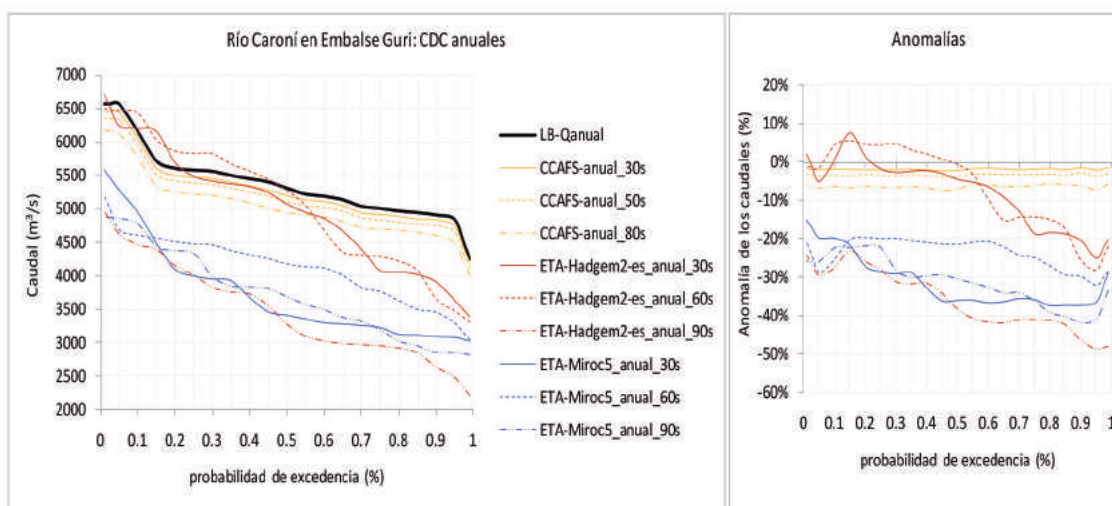 Río Caroní en Embalse Guri: CDC anuales
7000
6500
6000
5500
5000
4500
4000
3500
3000
2500
2000
Caudal (m³/s)
0 0.1 0.2 0.3 0.4 0.5 0.6 0.7 0.8 0.9 1
probabilidad de excedencia (%)
LB-Qanual
CCAFS-anual_30s
CCAFS-anual_50s
CCAFS-anual_80s
ETA-Hadgem2-es_anual_30s
ETA-Hadgem2-es_anual_60s
ETA-Hadgem2-es_anual_90s
ETA-Miroc5_anual_30s
ETA-Miroc5_anual_60s
ETA-Miroc5_anual_90s
Anomalías
20%
10%
0%
-10%
-20%
-30%
-40%
-50%
-60%
Anomalía de los caudales (%)
0 0.1 0.2 0.3 0.4 0.5 0.6 0.7 0.8 0.9 1
probabilidad de excedencia (%)